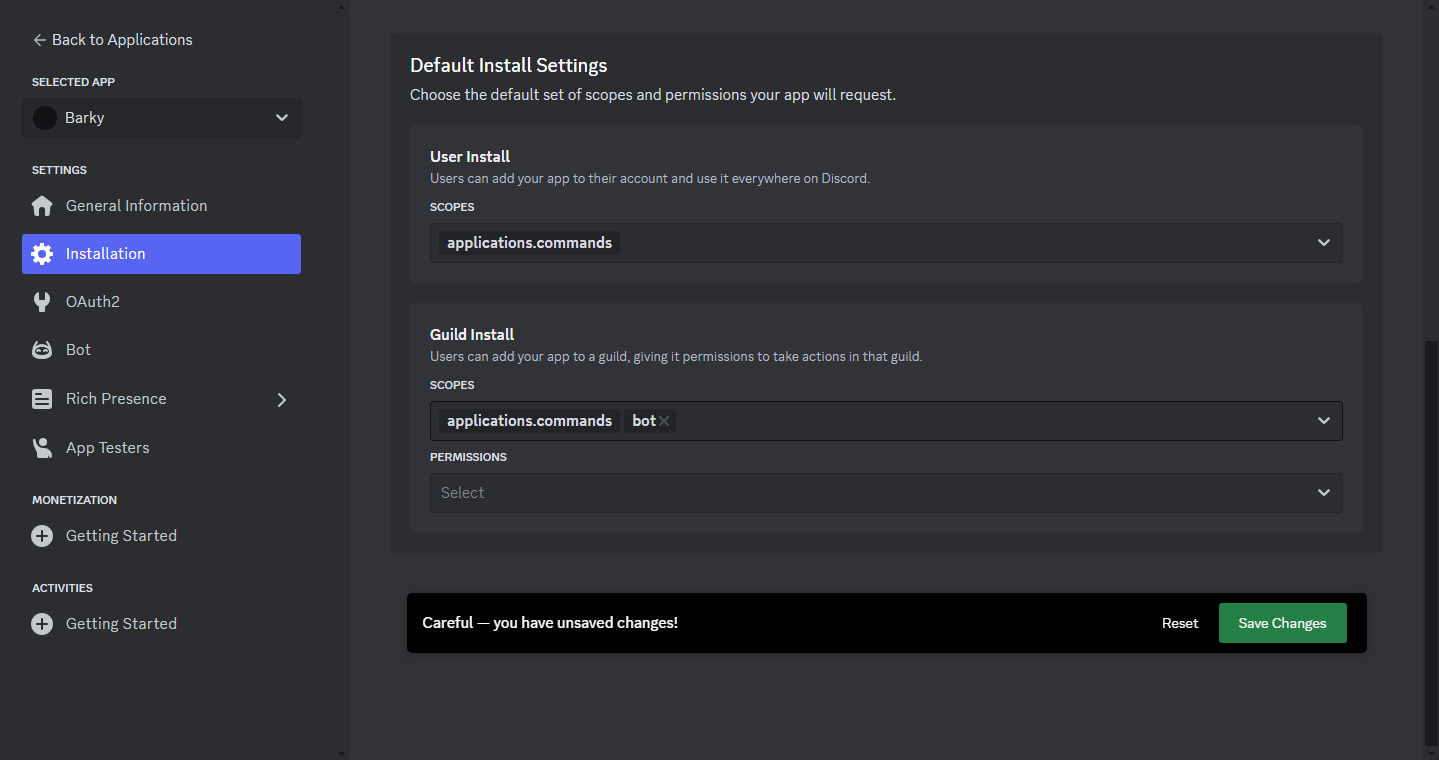 Back to Applications
SELECTED APP
Barky
SETTINGS
General Information
Installation
OAuth2
Bot
Rich Presence
App Testers
MONETIZATION
Getting Started
ACTIVITIES
Getting Started
Default Install Settings
Choose the default set of scopes and permissions your app will request.
User Install
Users can add your app to their account and use it everywhere on Discord.
SCOPES
applications.commands
Guild Install
Users can add your app to a guild, giving it permissions to take actions in that guild.
SCOPES
applications.commands bot
PERMISSIONS
Select
Careful — you have unsaved changes! Reset Save Changes